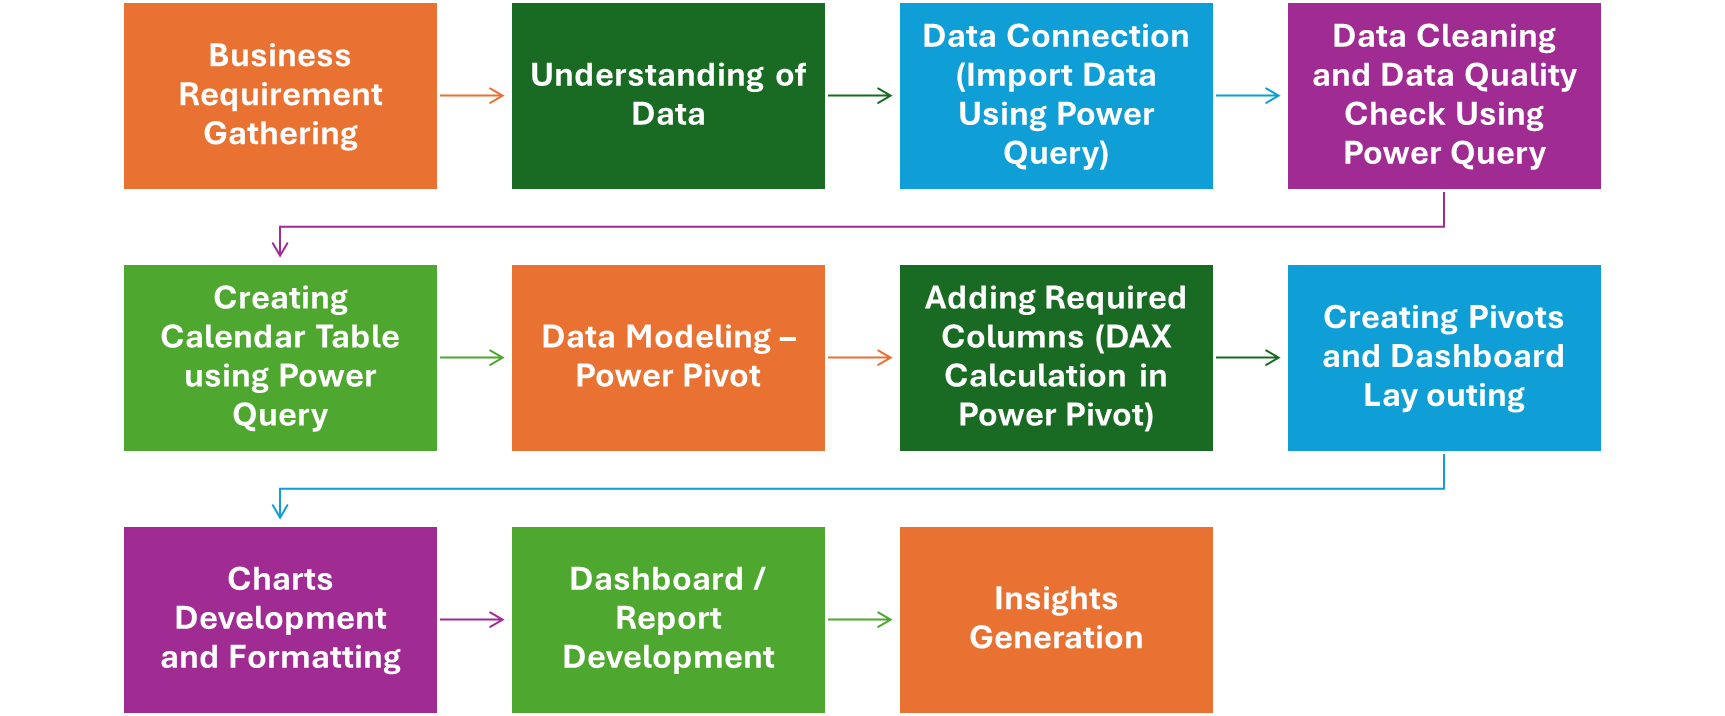 Business
Requirement
Gathering
Understanding of
Data
Data Connection
(Import Data
Using Power
Query)
Data Cleaning
and Data Quality
Check Using
Power Query
Creating
Calendar Table
using Power
Query
Data Modeling –
Power Pivot
Adding Required
Columns (DAX
Calculation in
Power Pivot)
Creating Pivots
and Dashboard
Lay outing
Charts
Development
and Formatting
Dashboard /
Report
Development
Insights
Generation